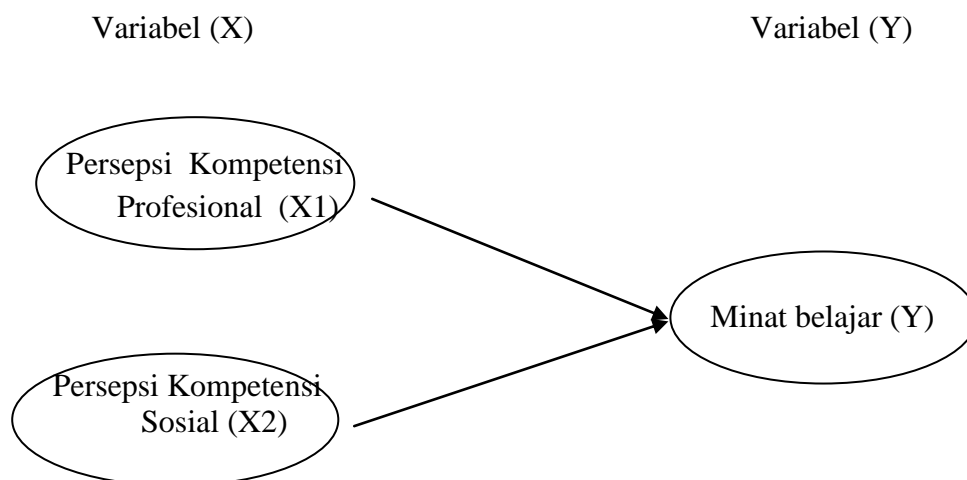 Variabel (X)
Variabel (Y)
Persepsi Kompetensi
Profesional (X1)
Minat belajar (Y)
Persepsi Kompetensi
Sosial (X2)